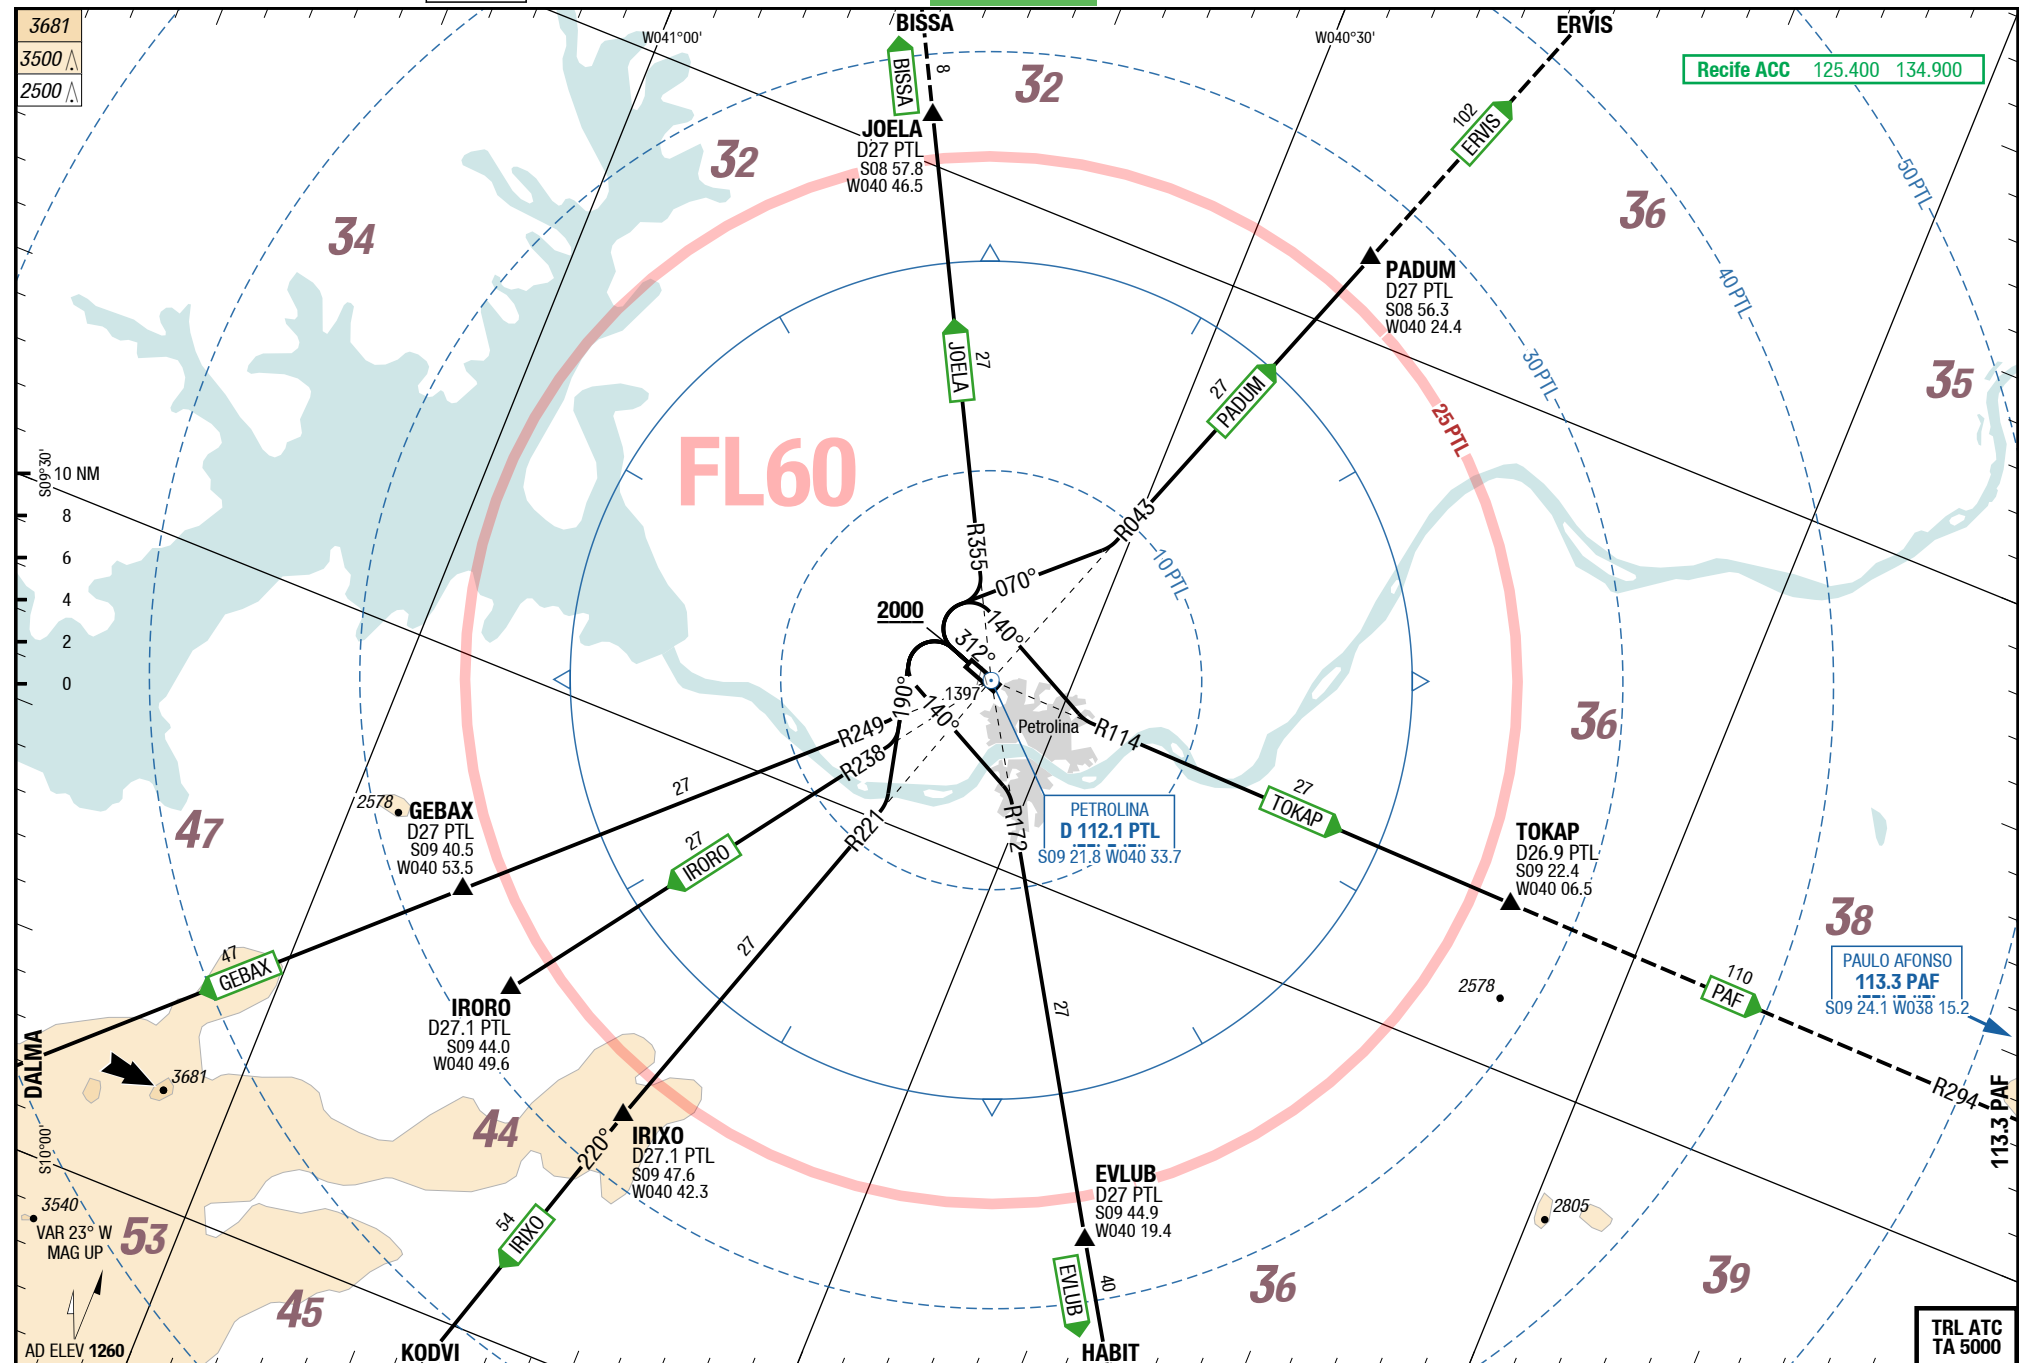 3681
3500
2500
BISSA
ERVIS
W041°00'
W040°30'
Recife ACC 125.400 134.900
BISSA
8
32
JOELA
D27 PTL
S08 57.8
W040 46.5
32
102
ERVIS
50 PTL
34
36
PADUM
D27 PTL
S08 56.3
W040 24.4
40 PTL
JOELA
27
30 PTL
27
PADUM
35
25 PTL
FL60
S09°30'
10 NM
8
6
4
2
0
R355
R043
10 PTL
070°
2000
140°
312°
1397
190°
140°
Petrolina
R249
R238
R114
R221
R172
36
27
27
TOKAP
PETROLINA
D 112.1 PTL
S09 21.8 W040 33.7
2578
GEBAX
D27 PTL
S09 40.5
W040 53.5
47
27
IRORO
TOKAP
D26.9 PTL
S09 22.4
W040 06.5
38
47
GEBAX
27
PAULO AFONSO
113.3 PAF
S09 24.1 W038 15.2
110
PAF
2578
IRORO
D27.1 PTL
S09 44.0
W040 49.6
27
DALMA
3681
R294
113.3 PAF
44
IRIXO
D27.1 PTL
S09 47.6
W040 42.3
220°
S10°00'
EVLUB
D27 PTL
S09 44.9
W040 19.4
3540
VAR 23° W
MAG UP
53
54
IRIXO
2805
EVLUB
40
36
39
45
AD ELEV 1260
KODVI
HABIT
TRL ATC
TA 5000